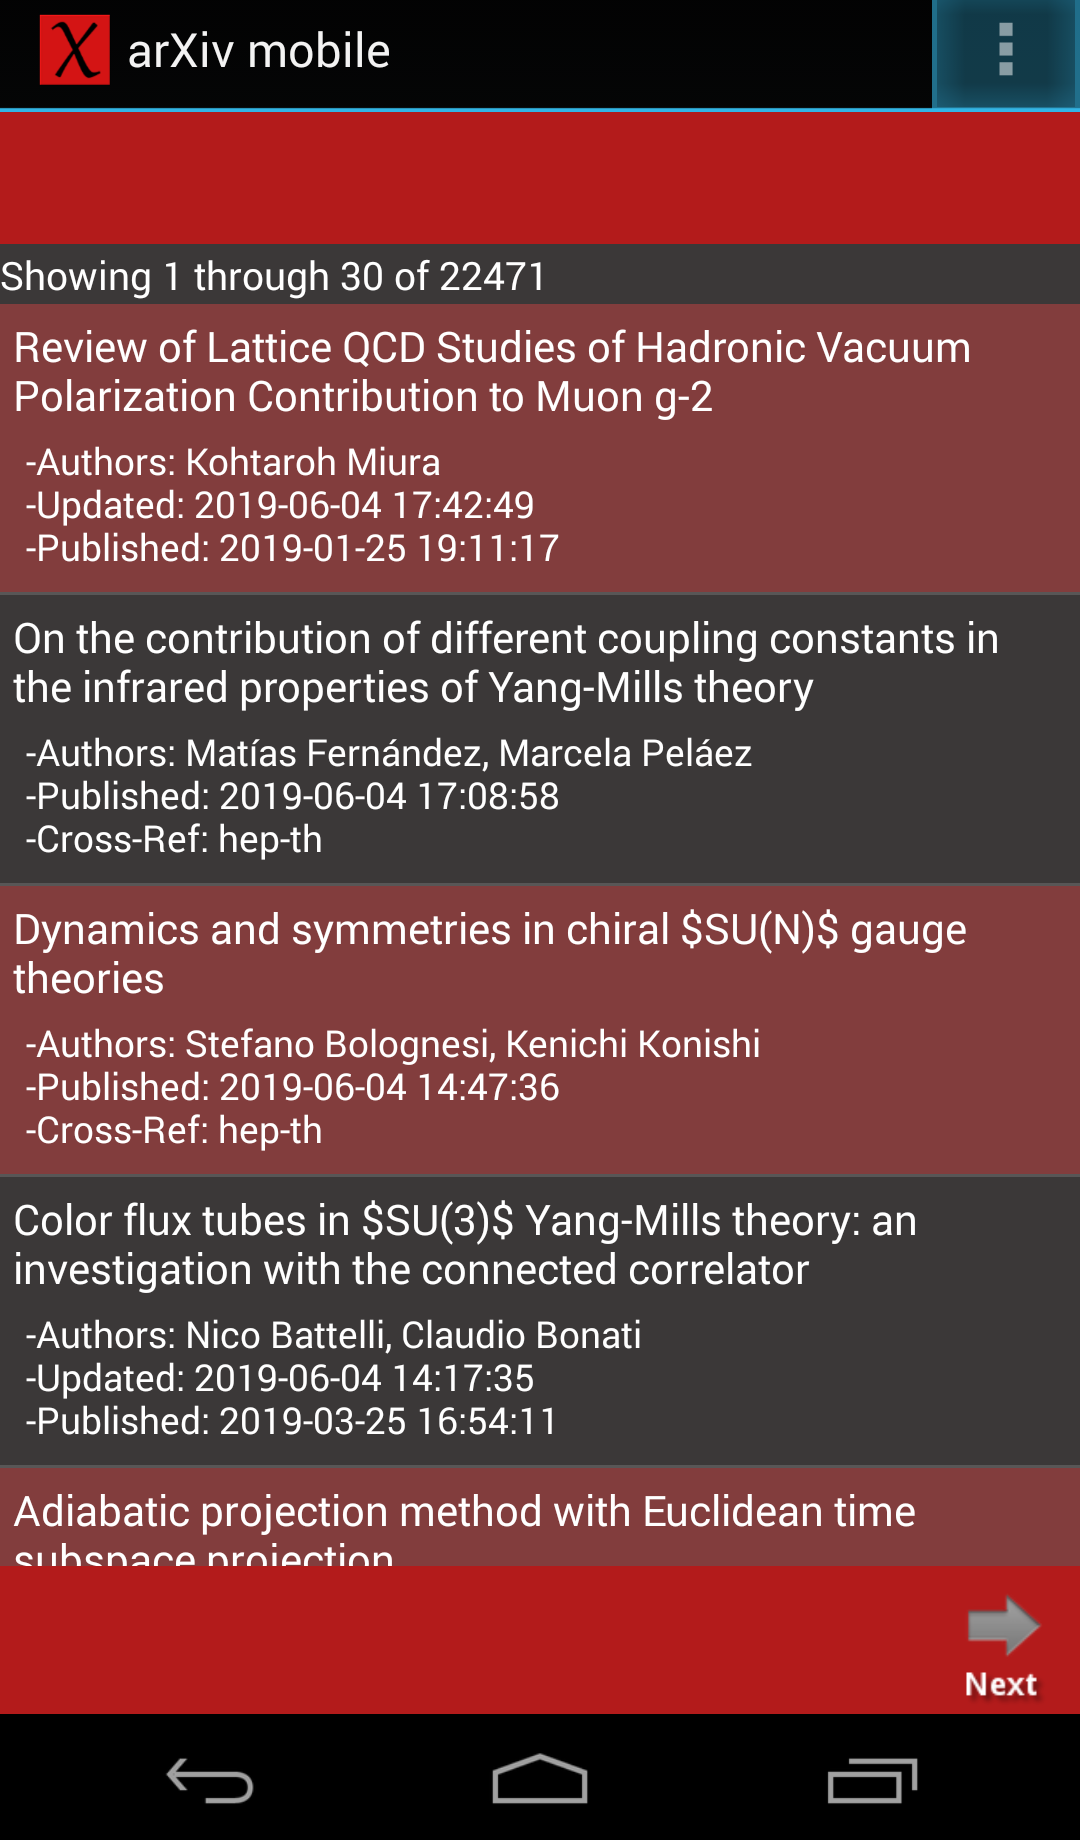 arXiv mobile
Showing 1 through 30 of 22471
Review of Lattice QCD Studies of Hadronic Vacuum
Polarization Contribution to Muon g-2
-Authors: Kohtaroh Miura
-Updated: 2019-06-04 17:42:49
-Published: 2019-01-25 19:11:17
On the contribution of different coupling constants in
the infrared properties of Yang-Mills theory
-Authors: Matías Fernández, Marcela Peláez
-Published: 2019-06-04 17:08:58
-Cross-Ref: hep-th
Dynamics and symmetries in chiral $SU(N)$ gauge
theories
-Authors: Stefano Bolognesi, Kenichi Konishi
-Published: 2019-06-04 14:47:36
-Cross-Ref: hep-th
Color flux tubes in $SU(3)$ Yang-Mills theory: an
investigation with the connected correlator
-Authors: Nico Battelli, Claudio Bonati
-Updated: 2019-06-04 14:17:35
-Published: 2019-03-25 16:54:11
Adiabatic projection method with Euclidean time
subspace projection
Next